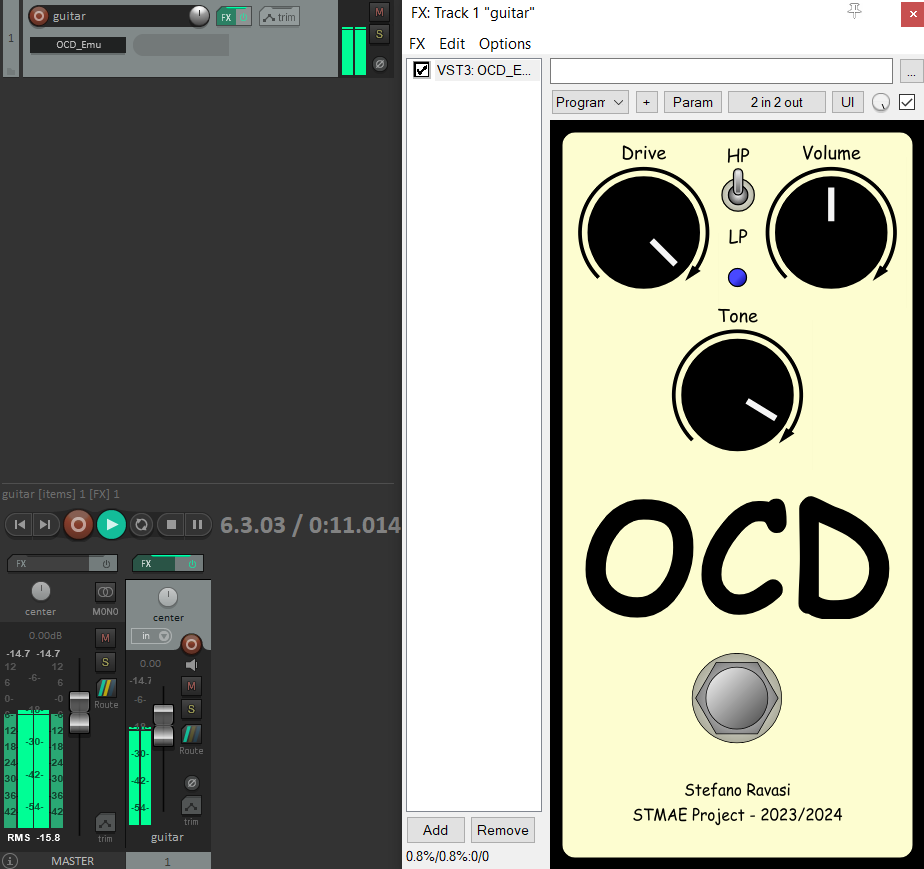 guitar
FX
trim
M
1
OCD_Emu
S
guitar [items] 1 [FX] 1
6.3.03 / 0:11.014
FX
FX
center
MONO
center
in
0.00dB
M
-14.7 -14.7
S
0.00
-14.7
Route
M
S
Route
12 -6- 12
6 6
0- -0
6- -18- -6
12 12
18 -30- 18
24 24
30 -42- 30
36 36
42 -54- 42
-6-
-18-
-30-
-42-
-54-
RMS -15.8
trim
trim
guitar
MASTER
1
FX: Track 1 "guitar"
FX Edit Options
VST3: OCD_E...
...
Program
+
Param
2 in 2 out
UI
Drive
HP
Volume
LP
Tone
OCD
Stefano Ravasi
STMAE Project - 2023/2024
Add
Remove
0.8%/0.8%:0/0